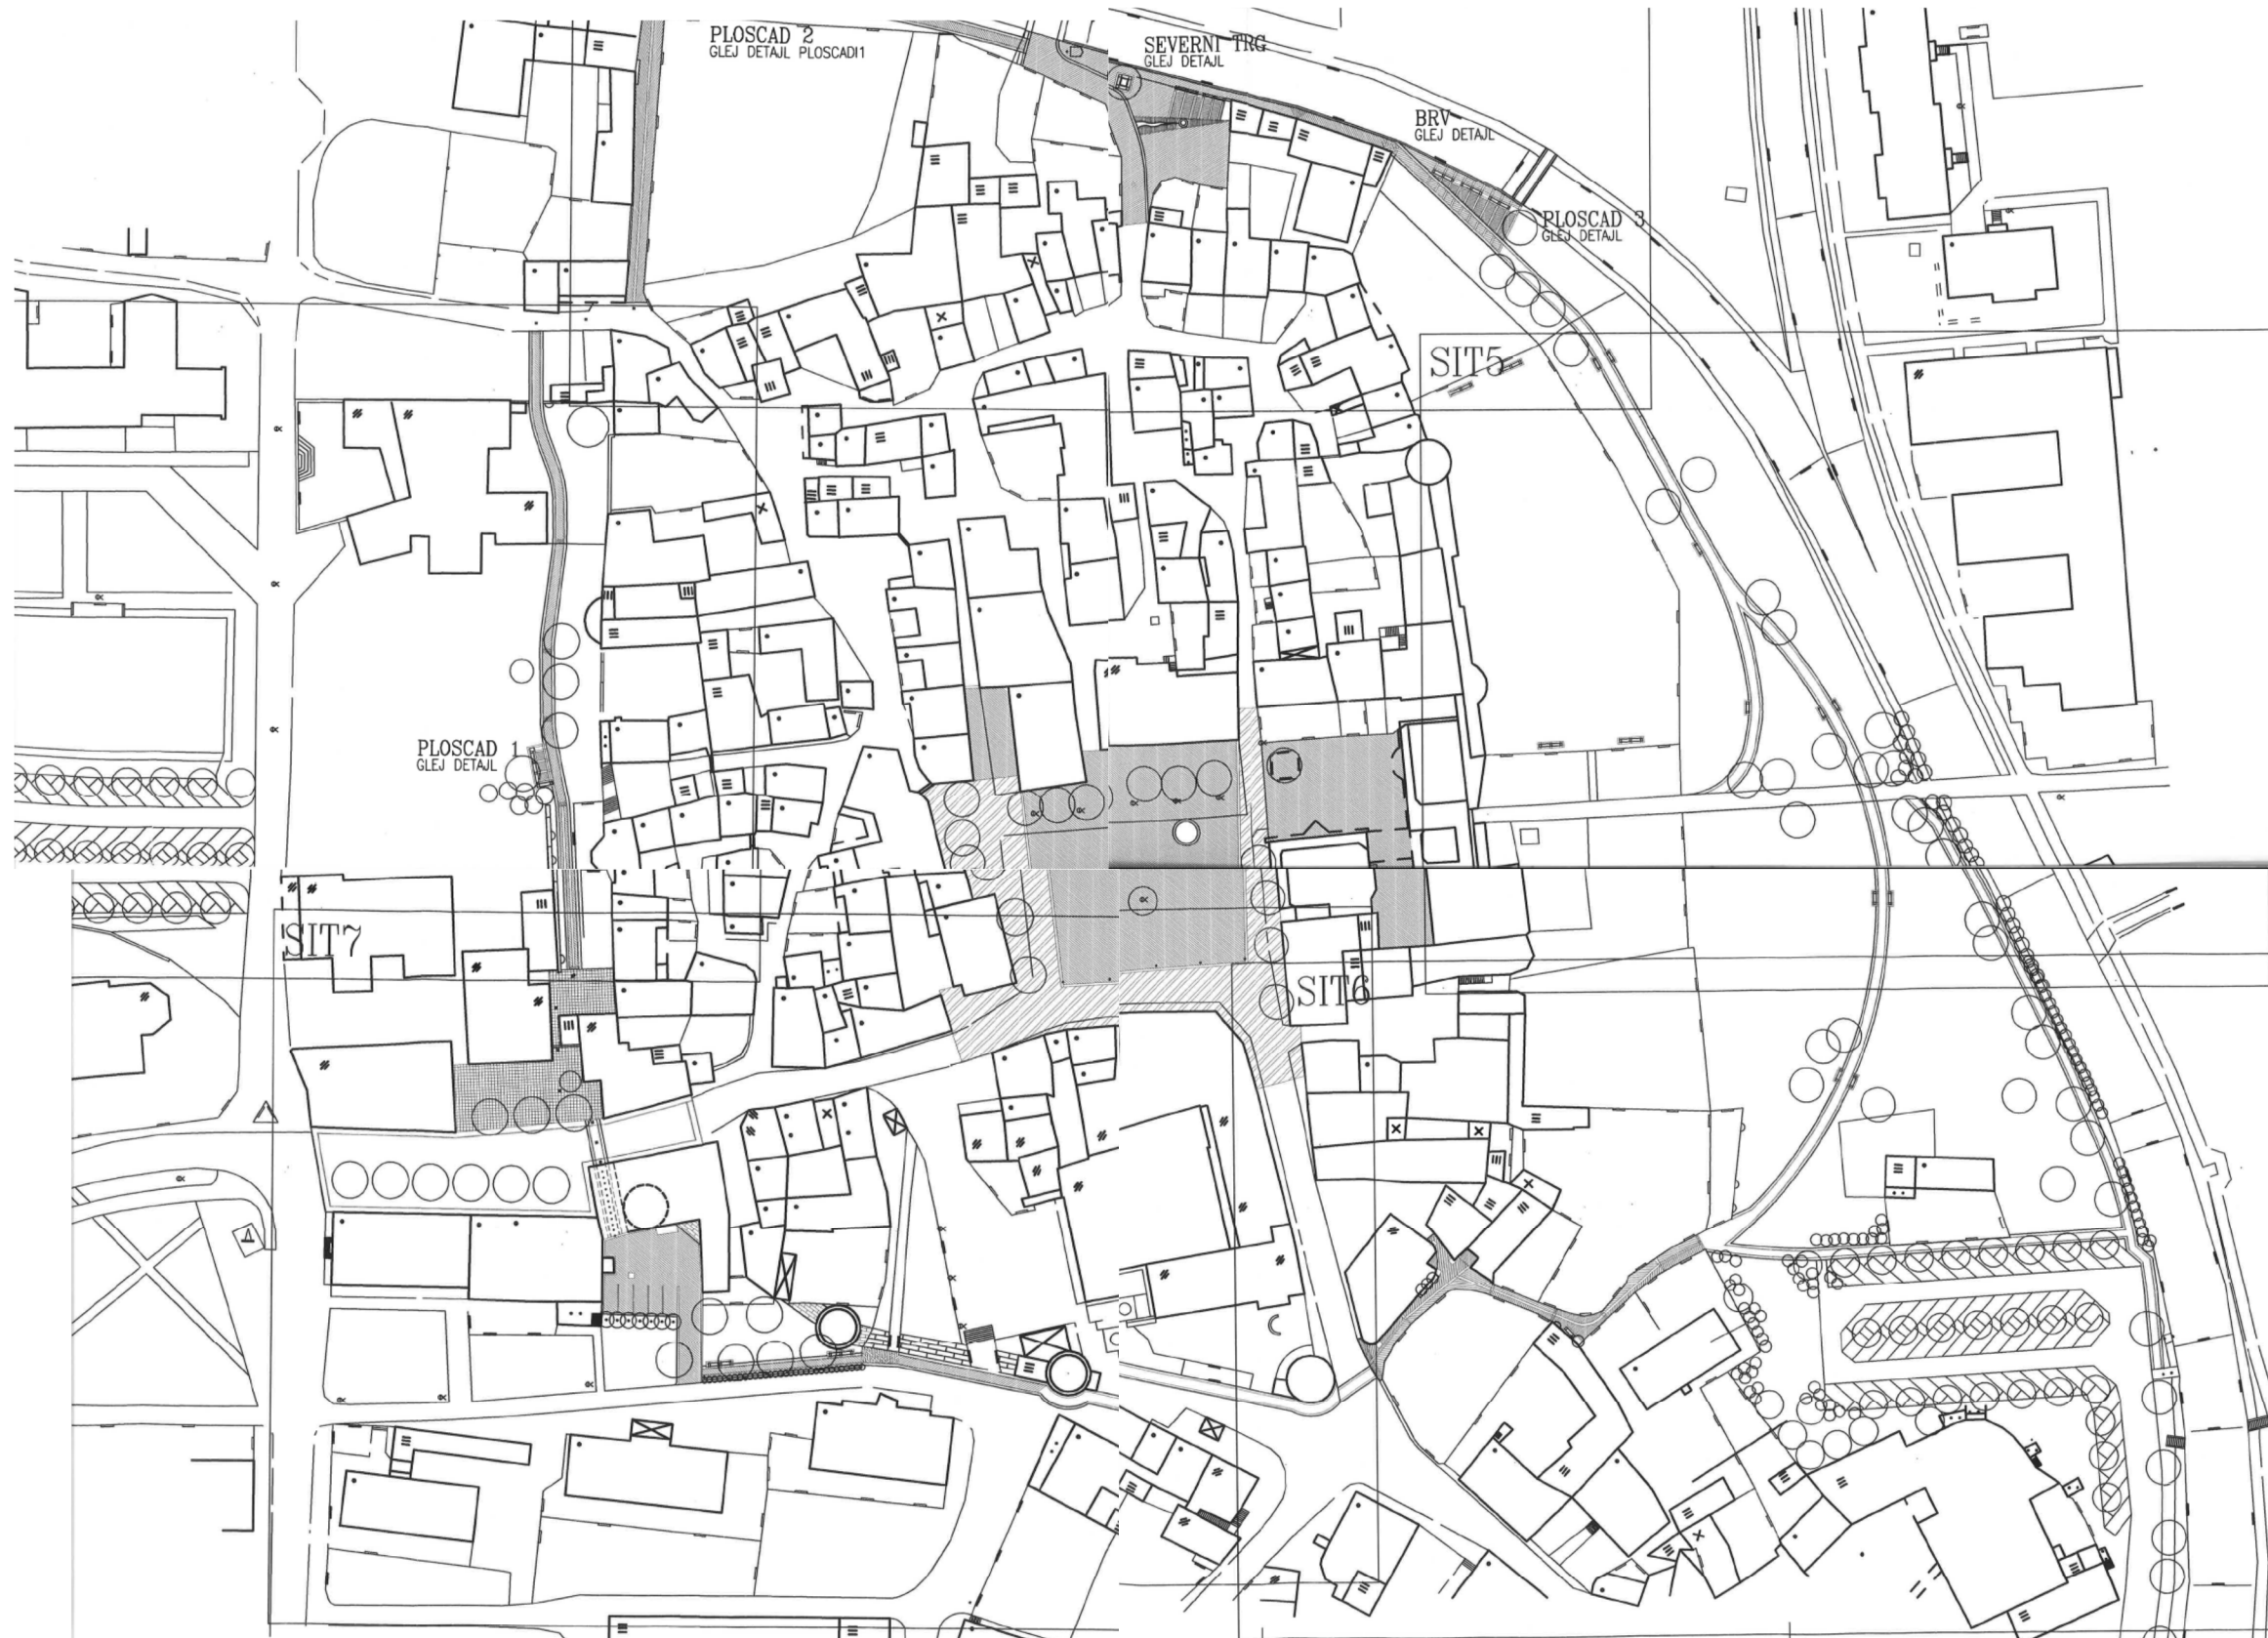 PLOSCAD 2
GLEJ DETAJL PLOSCADI1
SEVERNI TRG
GLEJ DETAJL
BRV
GLEJ DETAJL
PLOSCAD 3
GLEJ DETAJL
SIT5
PLOSCAD 1
GLEJ DETAJL
SIT7
SIT6